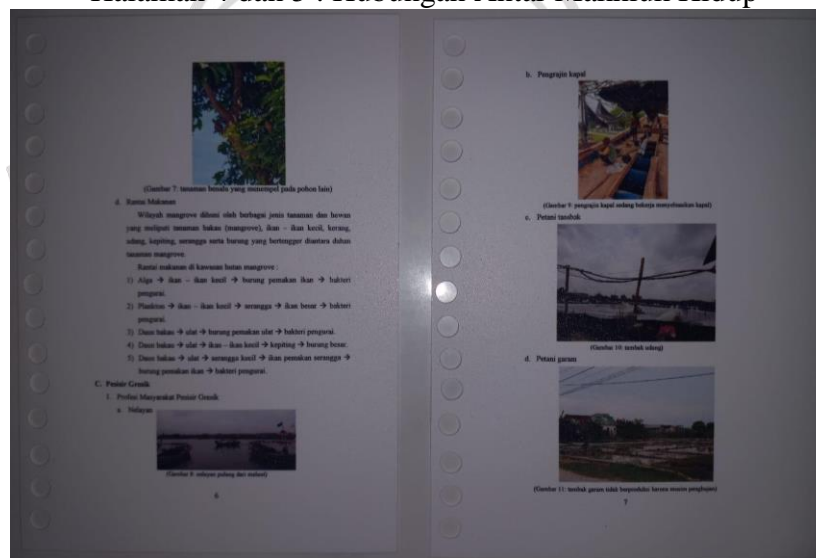 Halaman 4 dan 5 : Hubungan Antar Makhluk Hidup
(Gambar 7: tanaman benalu yang menempel pada pohon lain)
d. Rantai Makanan
Wilayah mangrove dihuni oleh berbagai jenis tanaman dan hewan
yang meliputi tanaman bakau (mangrove), ikan – ikan kecil, kerang,
udang, kepiting, serangga serta burung yang bertengger diantara dahan
tanaman mangrove.
Rantai makanan di kawasan hutan mangrove :
1) Alga → ikan – ikan kecil → burung pemakan ikan → bakteri
pengurai.
2) Plankton → ikan – ikan kecil → serangga → ikan besar → bakteri
pengurai.
3) Daun bakau → ulat → burung pemakan ulat → bakteri pengurai.
4) Daun bakau → ulat → ikan – ikan kecil → kepiting → burung besar.
5) Daun bakau → ulat → serangga kecil → ikan pemakan serangga →
burung pemakan ikan → bakteri pengurai.
C. Pesisir Gresik
1. Profesi Masyarakat Pesisir Gresik
a. Nelayan
(Gambar 8: nelayan pulang dari melaut)
6
b. Pengrajin kapal
(Gambar 9: pengrajin kapal sedang bekerja menyelesaikan kapal)
c. Petani tambak
(Gambar 10: tambak udang)
d. Petani garam
(Gambar 11: tambak garam tidak berproduksi karena musim penghujan)
7